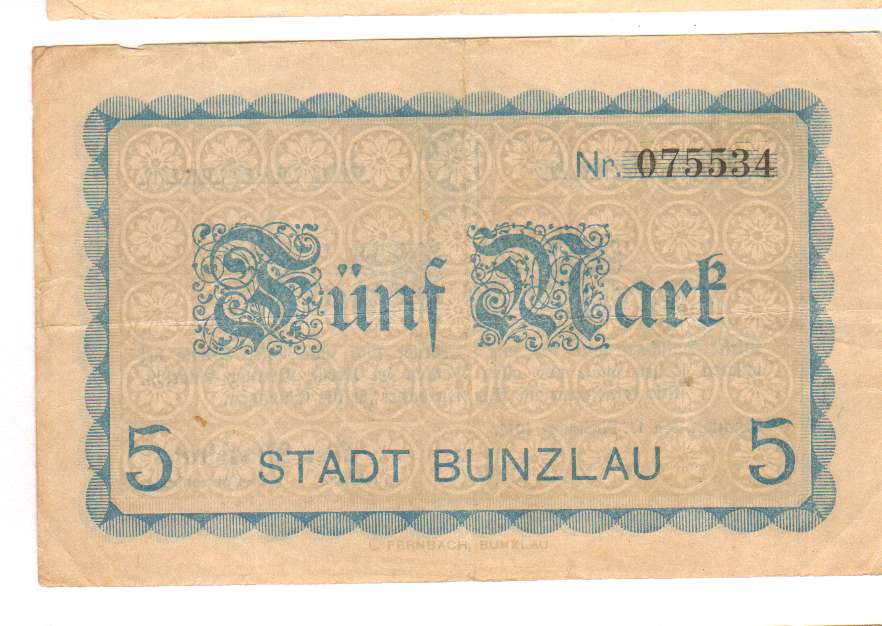 Nr. 075534
Fünf Mark
5 STADT BUNZLAU 5
L. FERNBACH, BUNZLAU